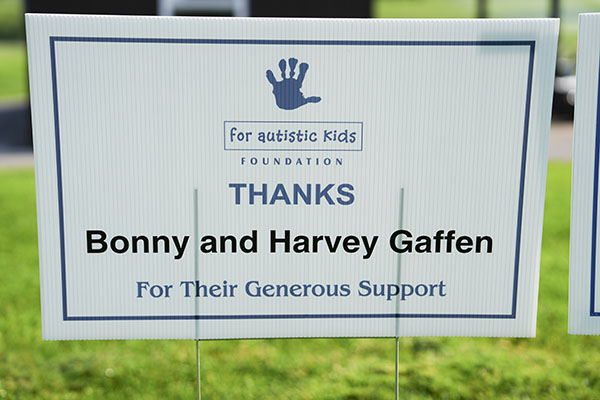 for autistic kids
FOUNDATION
THANKS
Bonny and Harvey Gaffen
For Their Generous Support